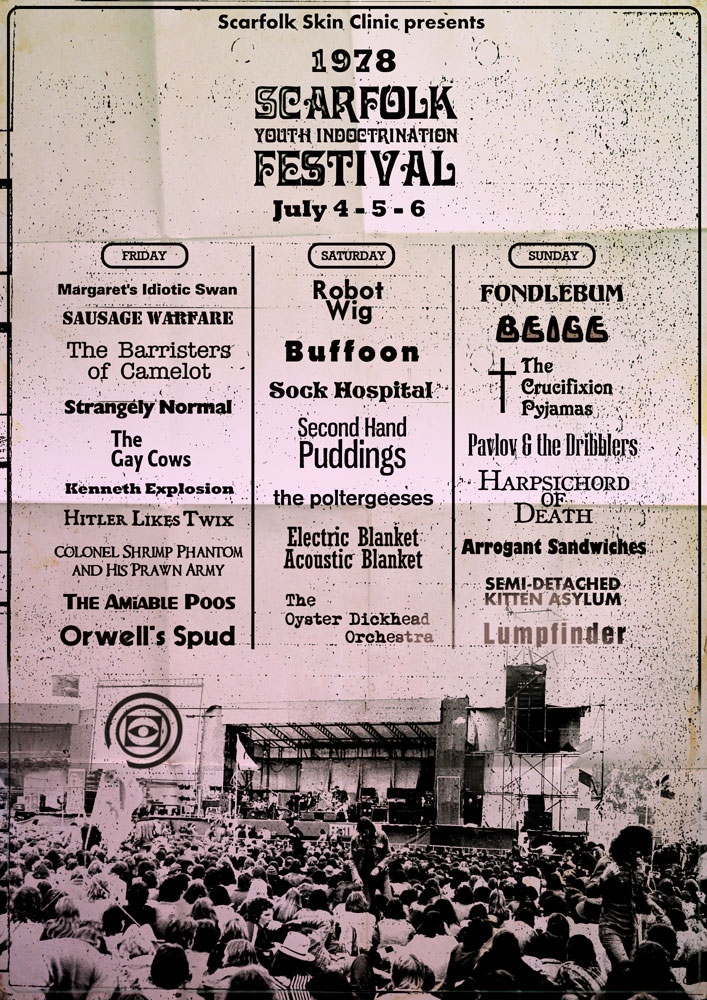 Scarfolk Skin Clinic presents
1978
SCARFOLK
YOUTH INDOCTRINATION
FESTIVAL
July 4 - 5 - 6
FRIDAY
Margaret's Idiotic Swan
SAUSAGE WARFARE
The Barristers
of Camelot
Strangely Normal
The
Gay Cows
Kenneth Explosion
HITLER LIKES TWIX
COLONEL SHRIMP PHANTOM
AND HIS PRAWN ARMY
THE AMiABLE POOS
Orwell's Spud
SATURDAY
Robot
Wig
Buffoon
Sock Hospital
Second Hand
Puddings
the poltergeeses
Electric Blanket
Acoustic Blanket
The
Oyster Dickhead
Orchestra
SUNDAY
FONDLEBUM
BEIGE
The
Crucifixion
Pyjamas
Pavlov & the Dribblers
HARPSICHORD
OF
DEATH
Arrogant Sandwiches
SEMI-DETACHED
KITTEN ASYLUM
Lumpfinder